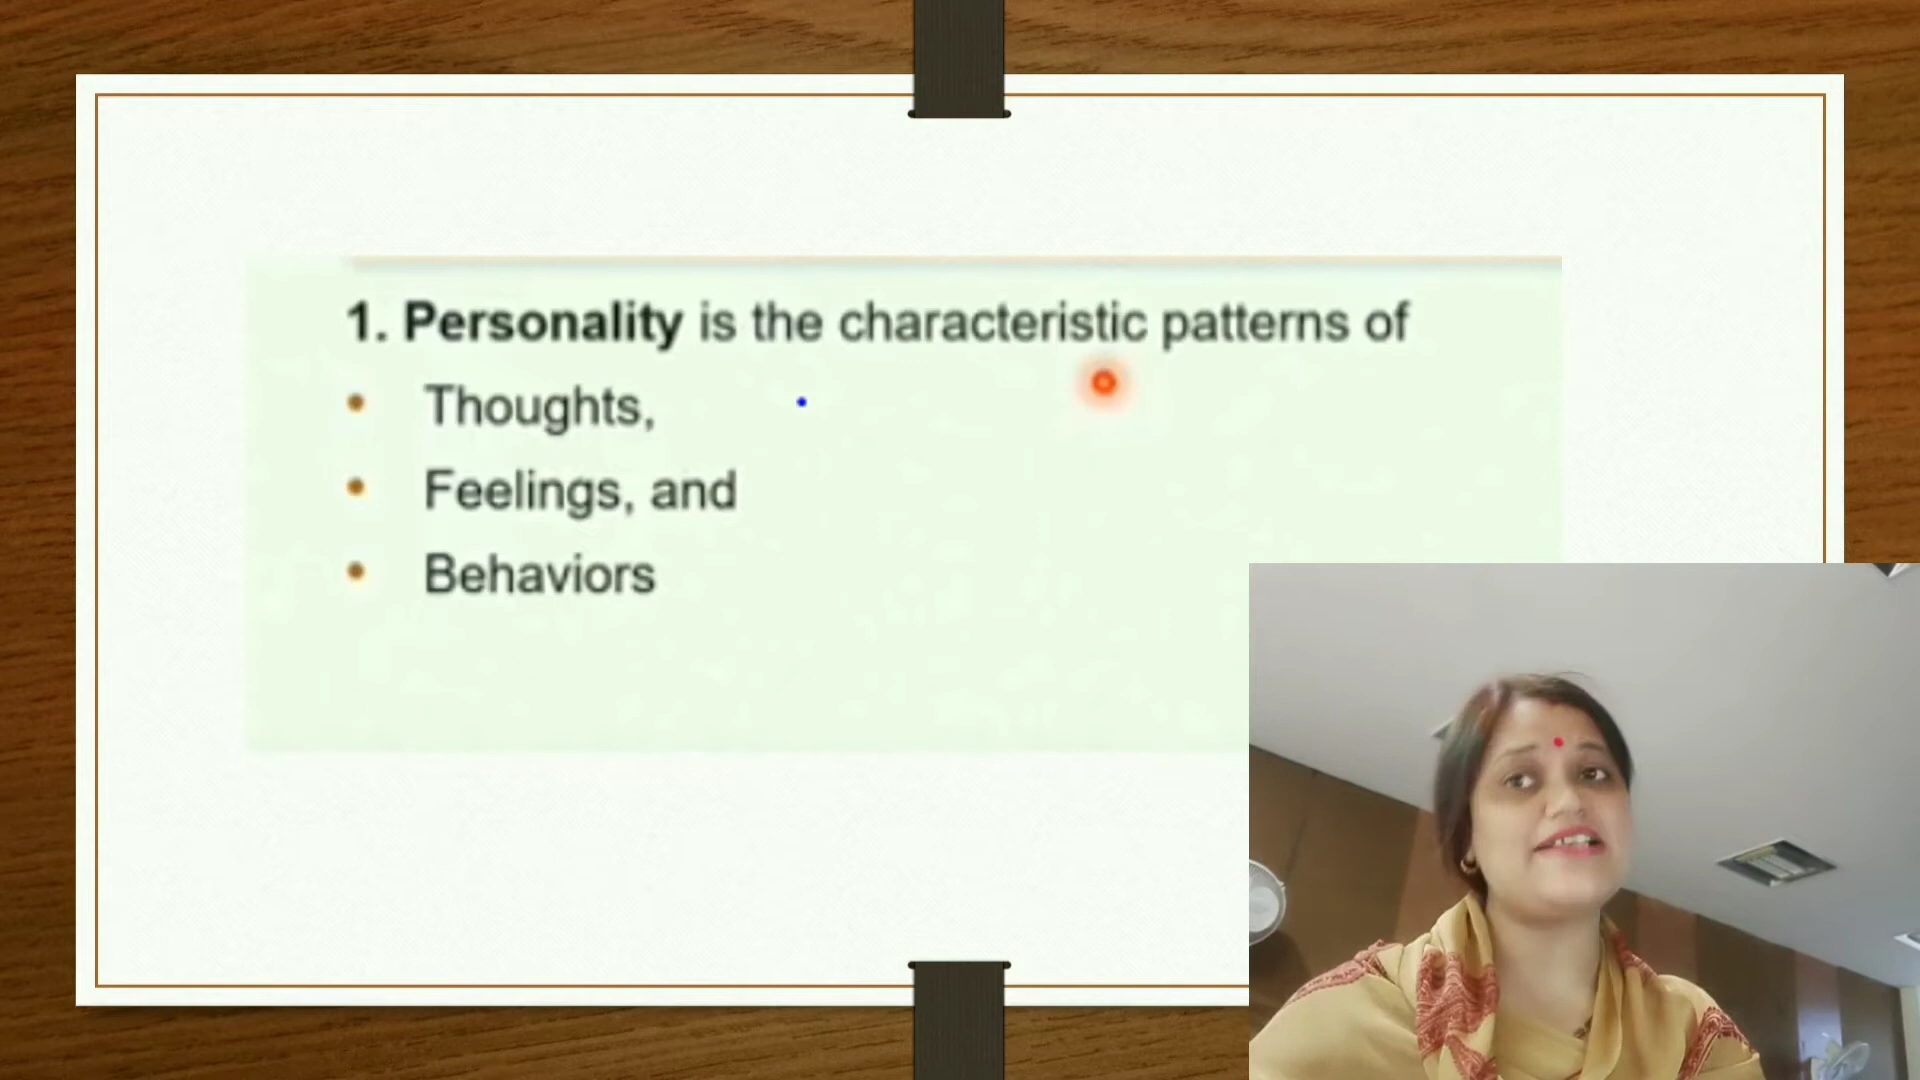 1. Personality is the characteristic patterns of
• Thoughts,
• Feelings, and
• Behaviors